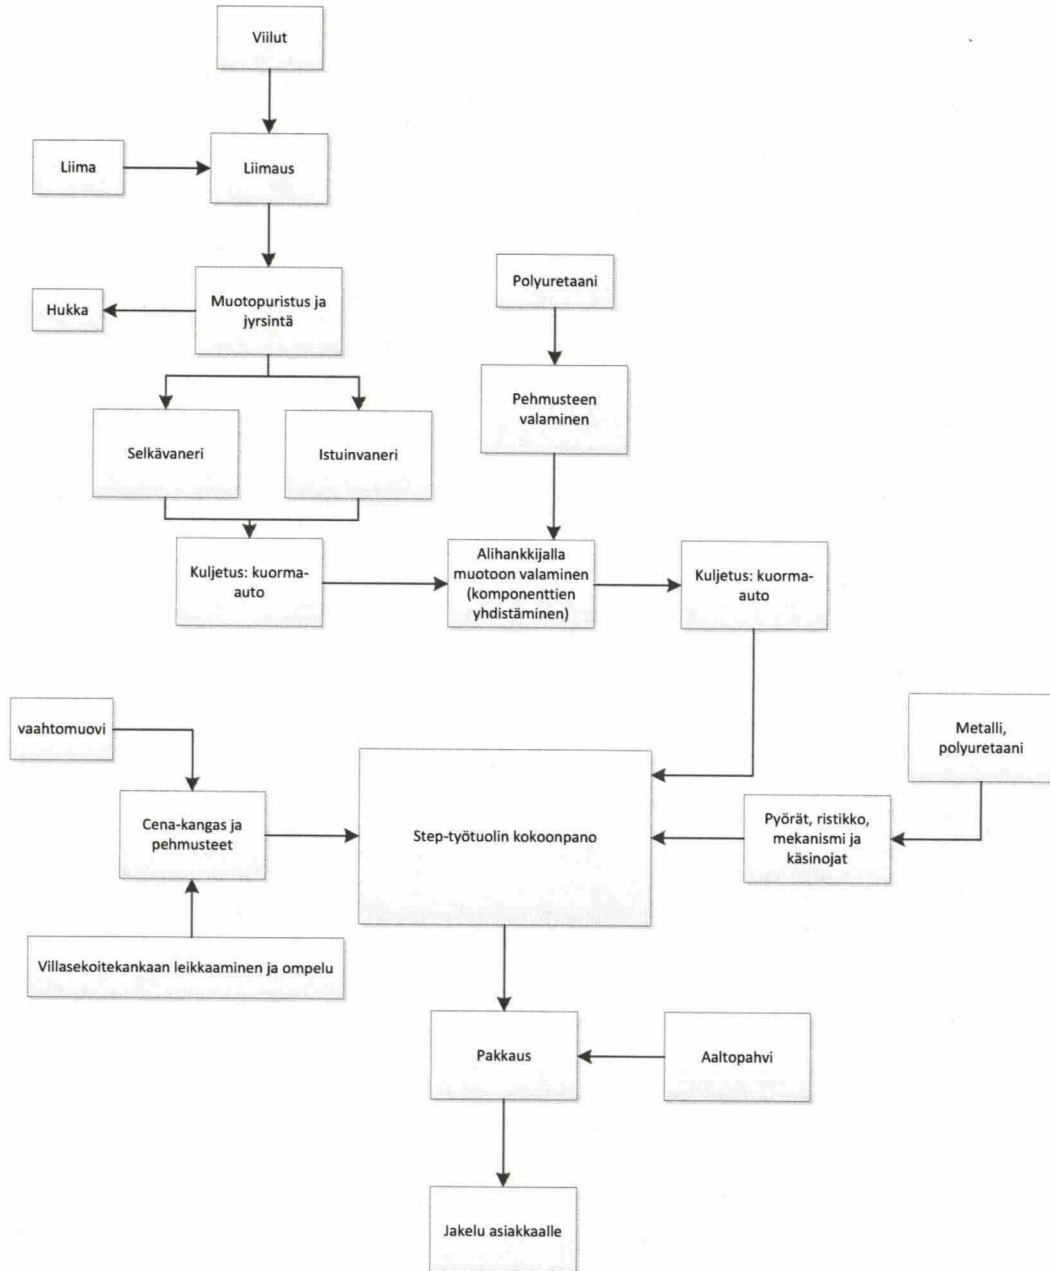 Viilut
Liima
Liimaus
Hukka
Muotopuristus ja
jyrsintä
Polyuretaani
Pehmusteen
valaminen
Selkävaneri
Istuinvaneri
Kuljetus: kuorma-
auto
Alihankkijalla
muotoon valaminen
(komponenttien
yhdistäminen)
Kuljetus: kuorma-
auto
vaahtomuovi
Metalli,
polyuretaani
Cena-kangas ja
pehmusteet
Step-työtuolin kokoonpano
Pyörät, ristikko,
mekanismi ja
käsinojat
Villasekoitekankaan leikkaaminen ja ompelu
Pakkaus
Aaltopahvi
Jakelu asiakkaalle